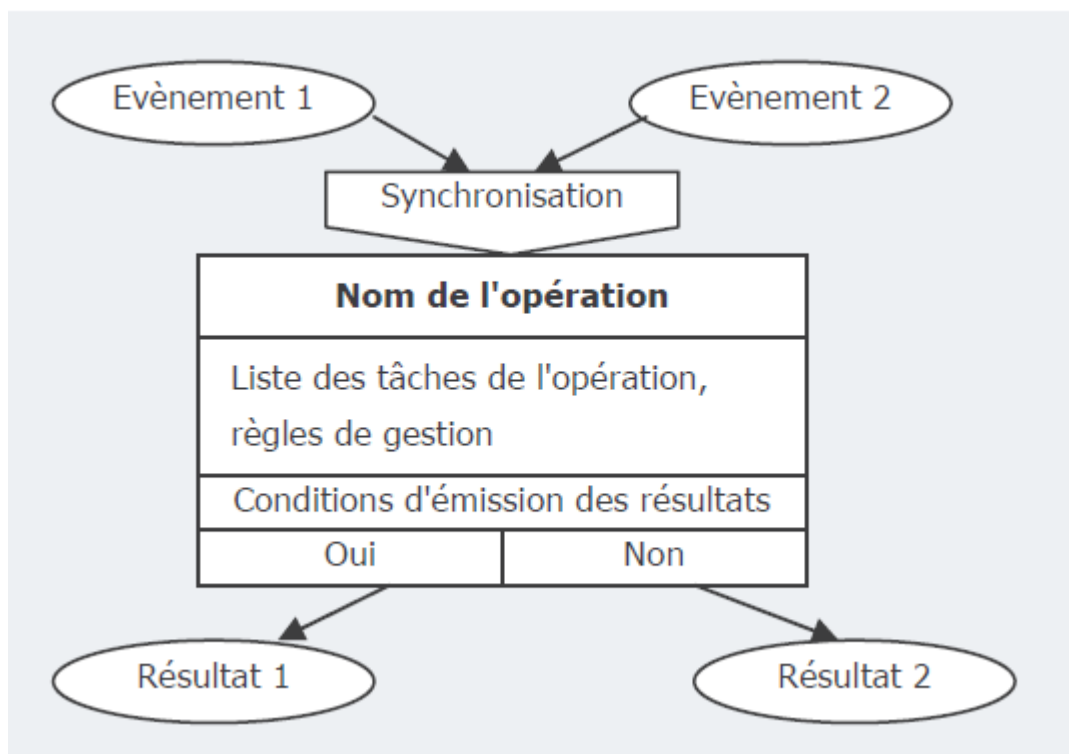 Evènement 1
Evènement 2
Synchronisation
Nom de l'opération
Liste des tâches de l'opération,
règles de gestion
Conditions d'émission des résultats
Oui
Non
Résultat 1
Résultat 2